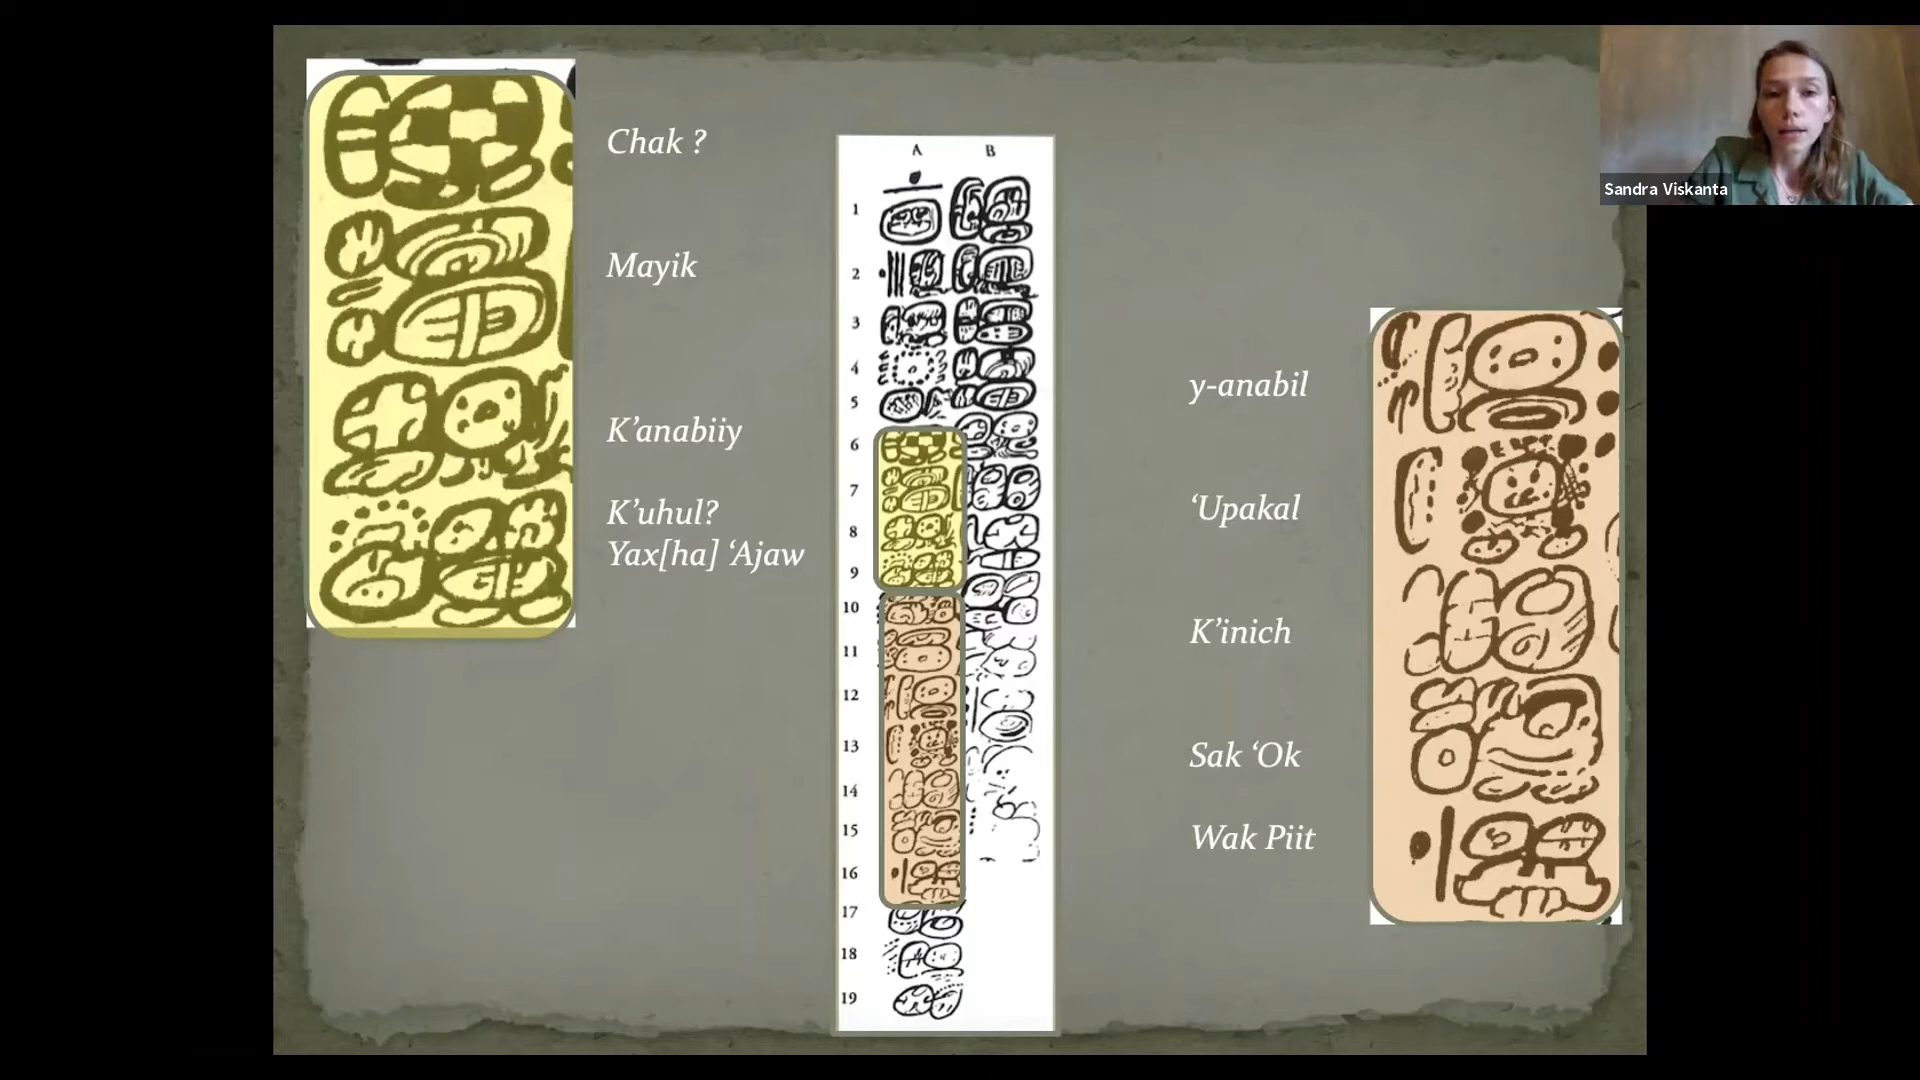 Chak ?
Mayik
K’anabiiy
K’uhul?
Yax[ha] ‘Ajaw
A B
1
2
3
4
5
6
7
8
9
10
11
12
13
14
15
16
17
18
19
y-anabil
‘Upakal
K’inich
Sak ‘Ok
Wak Piit
Sandra Viskanta